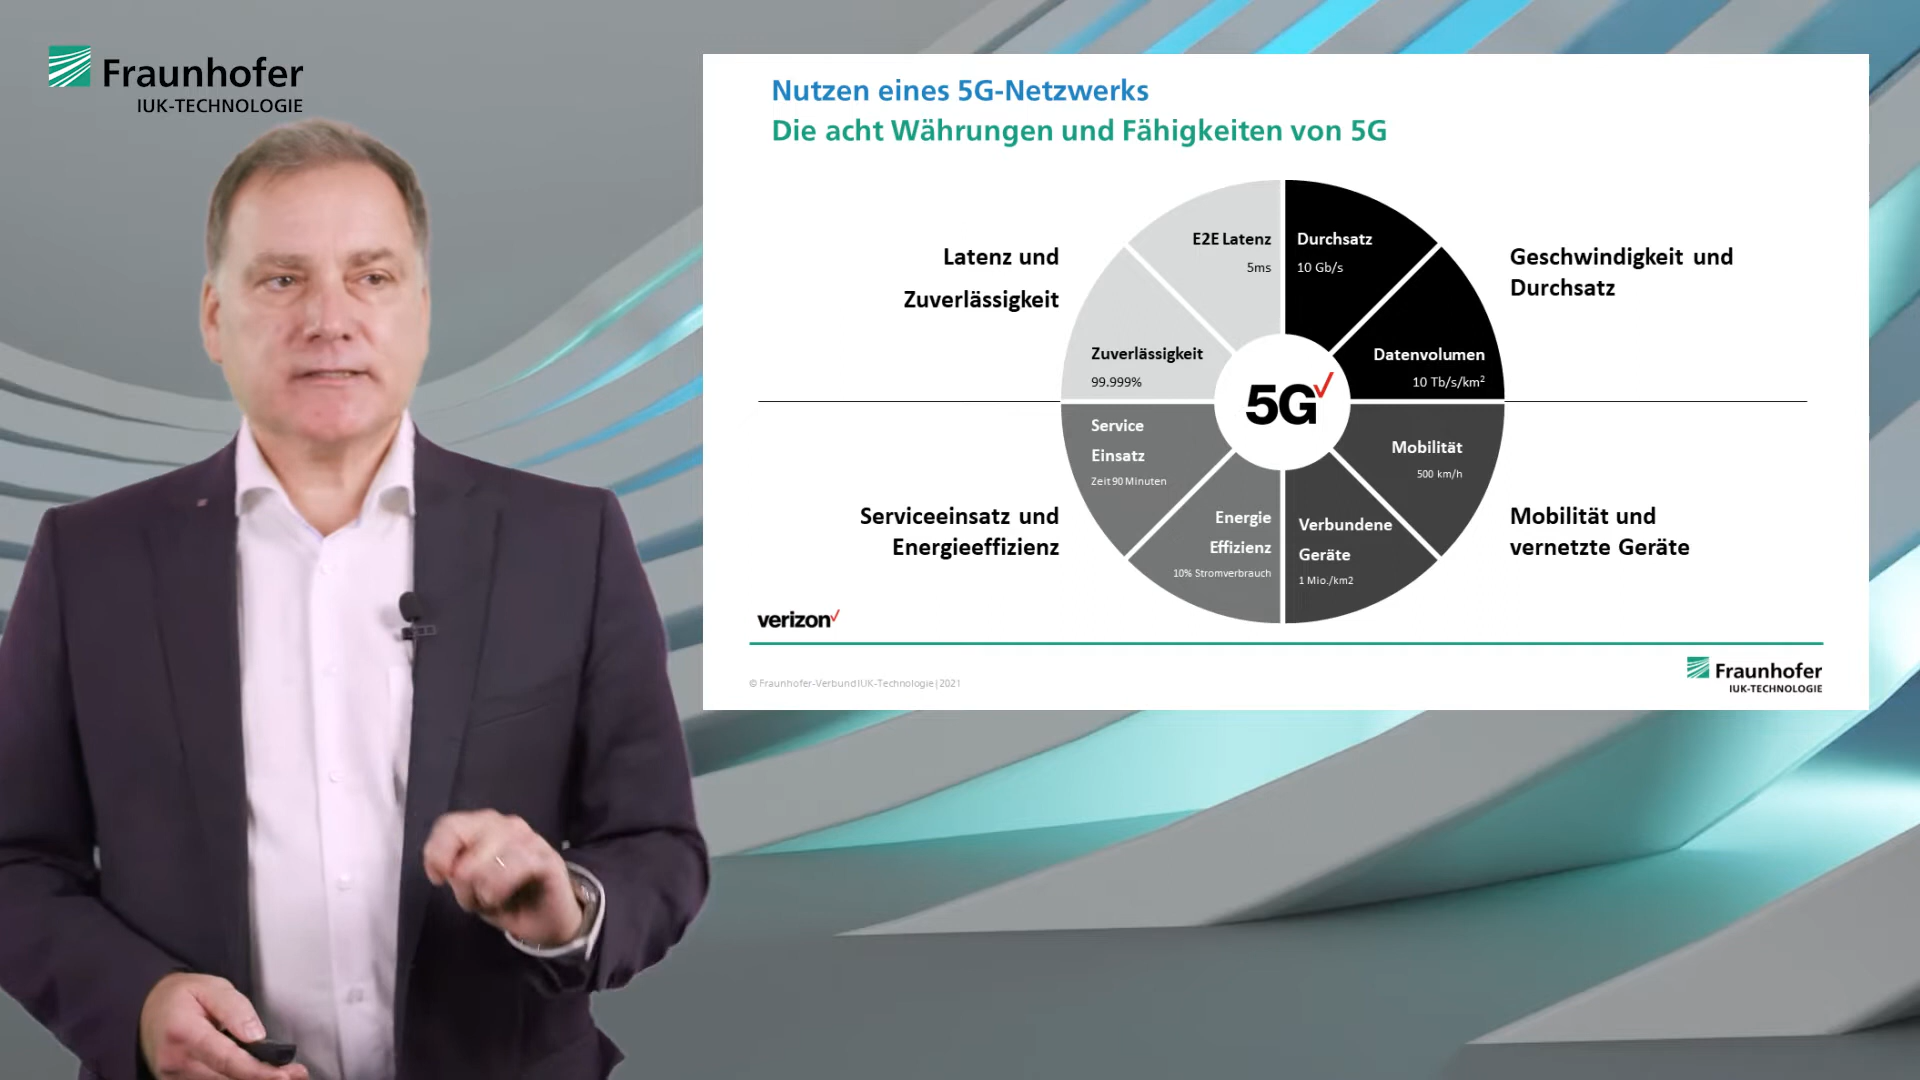 Fraunhofer
IUK-TECHNOLOGIE
Nutzen eines 5G-Netzwerks
Die acht Währungen und Fähigkeiten von 5G
Latenz und
Zuverlässigkeit
E2E Latenz
5ms
Durchsatz
10 Gb/s
Geschwindigkeit und
Durchsatz
Zuverlässigkeit
99.999%
Datenvolumen
10 Tb/s/km²
5G
Service
Einsatz
Zeit 90 Minuten
Mobilität
500 km/h
Serviceeinsatz und
Energieeffizienz
Energie
Effizienz
10% Stromverbrauch
Verbundene
Geräte
1 Mio./km2
Mobilität und
vernetzte Geräte
verizon
© Fraunhofer-Verbund IUK-Technologie | 2021
Fraunhofer
IUK-TECHNOLOGIE